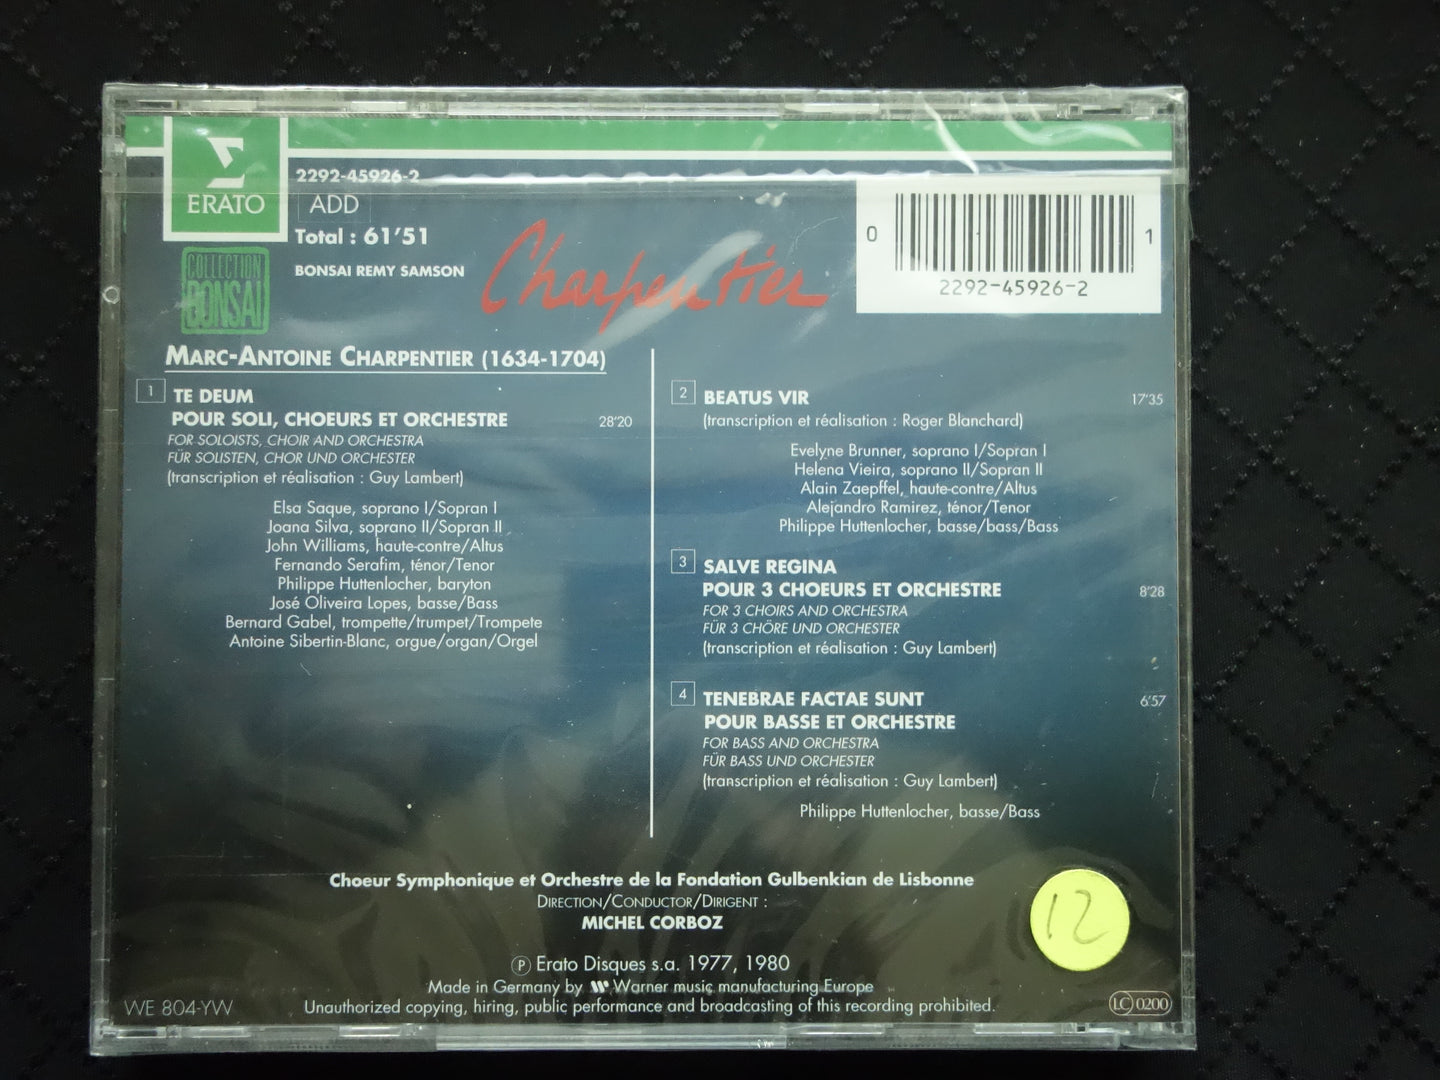 Σ
ERATO
2292-45926-2
ADD
Total : 61'51
COLLECTION
BONSAI
BONSAI REMY SAMSON
Charpentier
0
1
2292-45926-2
MARC-ANTOINE CHARPENTIER (1634-1704)
1 TE DEUM
POUR SOLI, CHOEURS ET ORCHESTRE 28'20
FOR SOLOISTS, CHOIR AND ORCHESTRA
FÜR SOLISTEN, CHOR UND ORCHESTER
(transcription et réalisation : Guy Lambert)
Elsa Saque, soprano I/Sopran I
Joana Silva, soprano II/Sopran II
John Williams, haute-contre/Altus
Fernando Serafim, ténor/Tenor
Philippe Huttenlocher, baryton
José Oliveira Lopes, basse/Bass
Bernard Gabel, trompette/trumpet/Trompete
Antoine Sibertin-Blanc, orgue/organ/Orgel
2 BEATUS VIR 17'35
(transcription et réalisation : Roger Blanchard)
Evelyne Brunner, soprano I/Sopran I
Helena Vieira, soprano II/Sopran II
Alain Zaepffel, haute-contre/Altus
Alejandro Ramirez, ténor/Tenor
Philippe Huttenlocher, basse/bass/Bass
3 SALVE REGINA
POUR 3 CHOEURS ET ORCHESTRE 8'28
FOR 3 CHOIRS AND ORCHESTRA
FÜR 3 CHÖRE UND ORCHESTER
(transcription et réalisation : Guy Lambert)
4 TENEBRAE FACTAE SUNT 6'57
POUR BASSE ET ORCHESTRE
FOR BASS AND ORCHESTRA
FÜR BASS UND ORCHESTER
(transcription et réalisation : Guy Lambert)
Philippe Huttenlocher, basse/Bass
Choeur Symphonique et Orchestre de la Fondation Gulbenkian de Lisbonne
DIRECTION/CONDUCTOR/DIRIGENT :
MICHEL CORBOZ
12
Ⓟ Erato Disques s.a. 1977, 1980
Made in Germany by Warner music manufacturing Europe
WE 804-YW
Unauthorized copying, hiring, public performance and broadcasting of this recording prohibited.
LC 0200